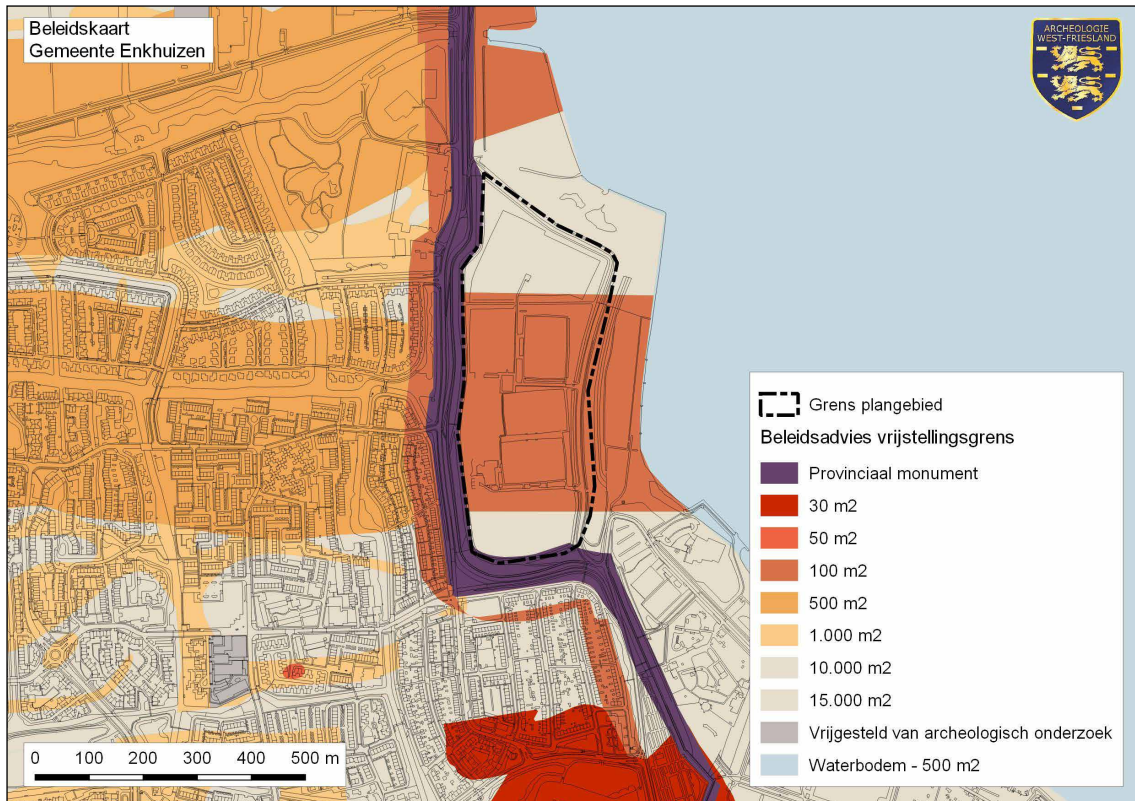 Beleidskaart
Gemeente Enkhuizen
ARCHEOLOGIE
WEST-FRIESLAND
Grens plangebied
Beleidsadvies vrijstellingsgrens
Provinciaal monument
30 m2
50 m2
100 m2
500 m2
1.000 m2
10.000 m2
15.000 m2
Vrijgesteld van archeologisch onderzoek
Waterbodem - 500 m2
0 100 200 300 400 500 m